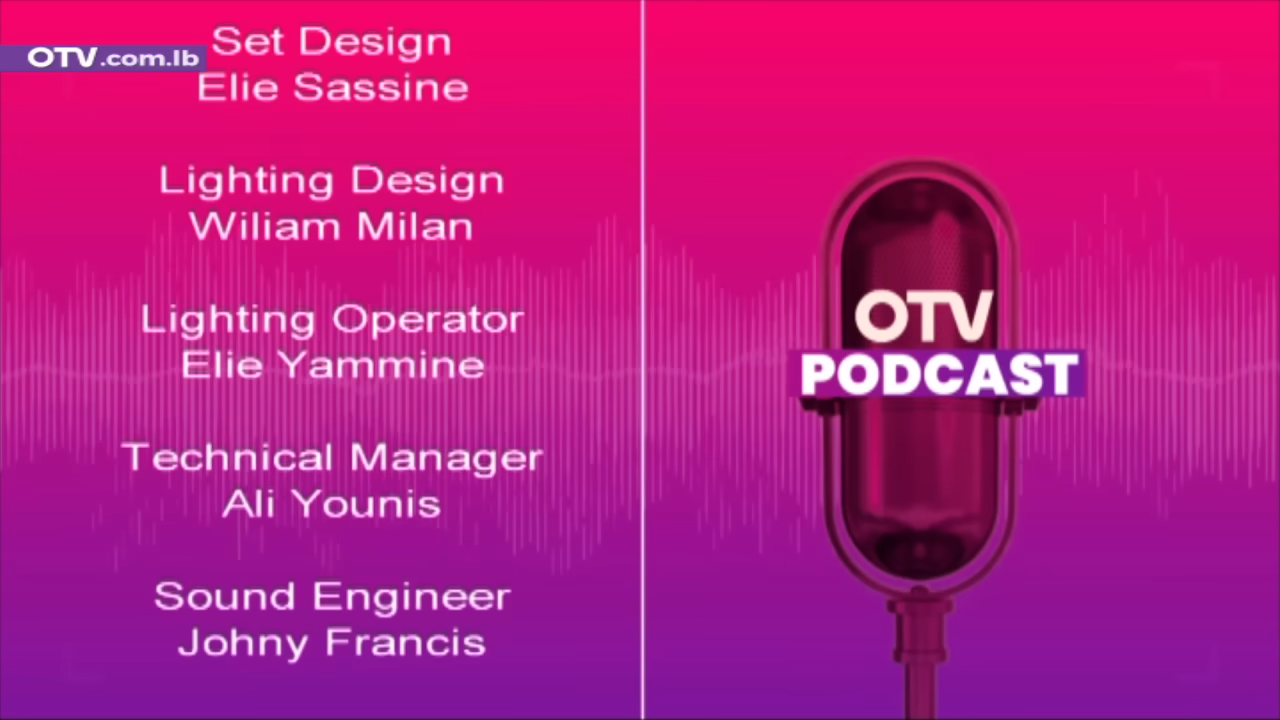 OTV.com.lb
Set Design
Elie Sassine
Lighting Design
Wiliam Milan
Lighting Operator
Elie Yammine
Technical Manager
Ali Younis
Sound Engineer
Johny Francis
OTV
PODCAST